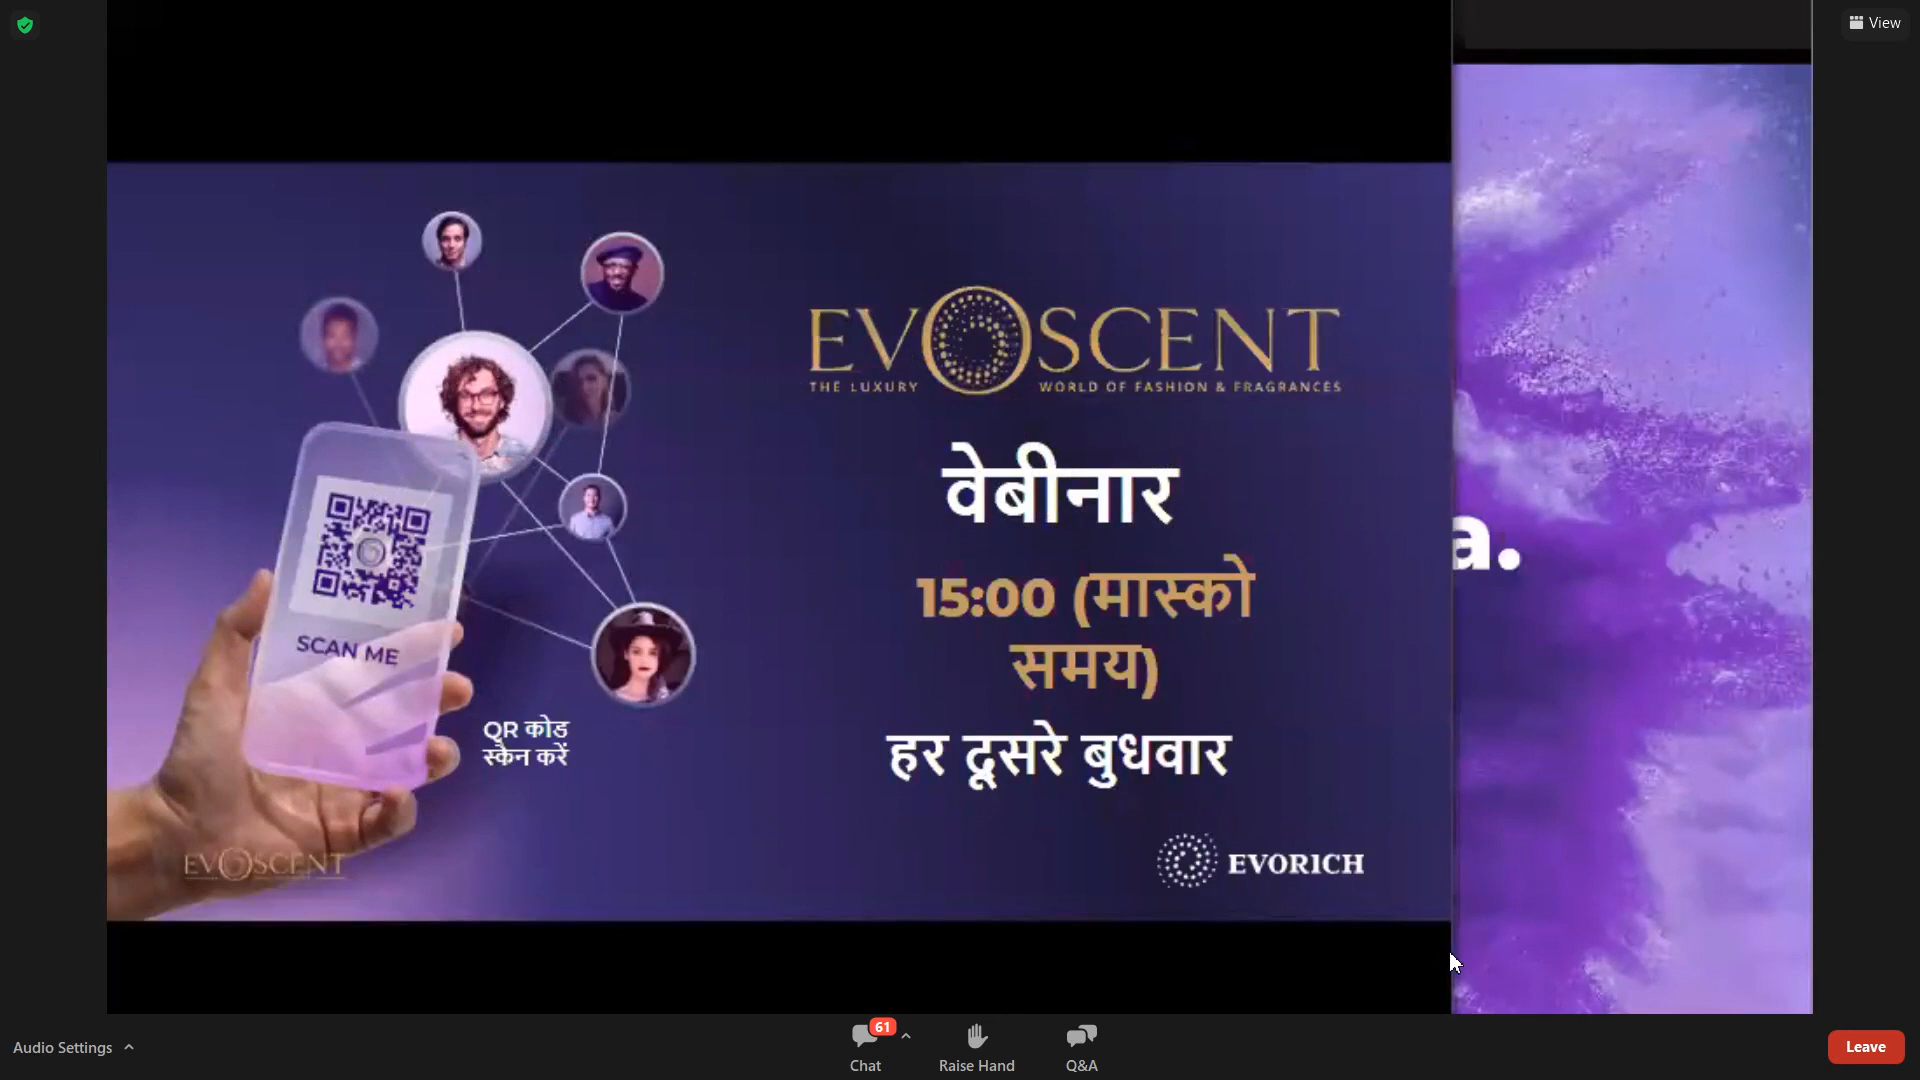 View
EVOSCENT
THE LUXURY WORLD OF FASHION & FRAGRANCES
वेबीनार
15:00 (मास्को
समय)
हर दूसरे बुधवार
SCAN ME
QR कोड
स्कैन करें
EVOSCENT
EVORICH
a.
Audio Settings
61
Chat
Raise Hand
Q&A
Leave